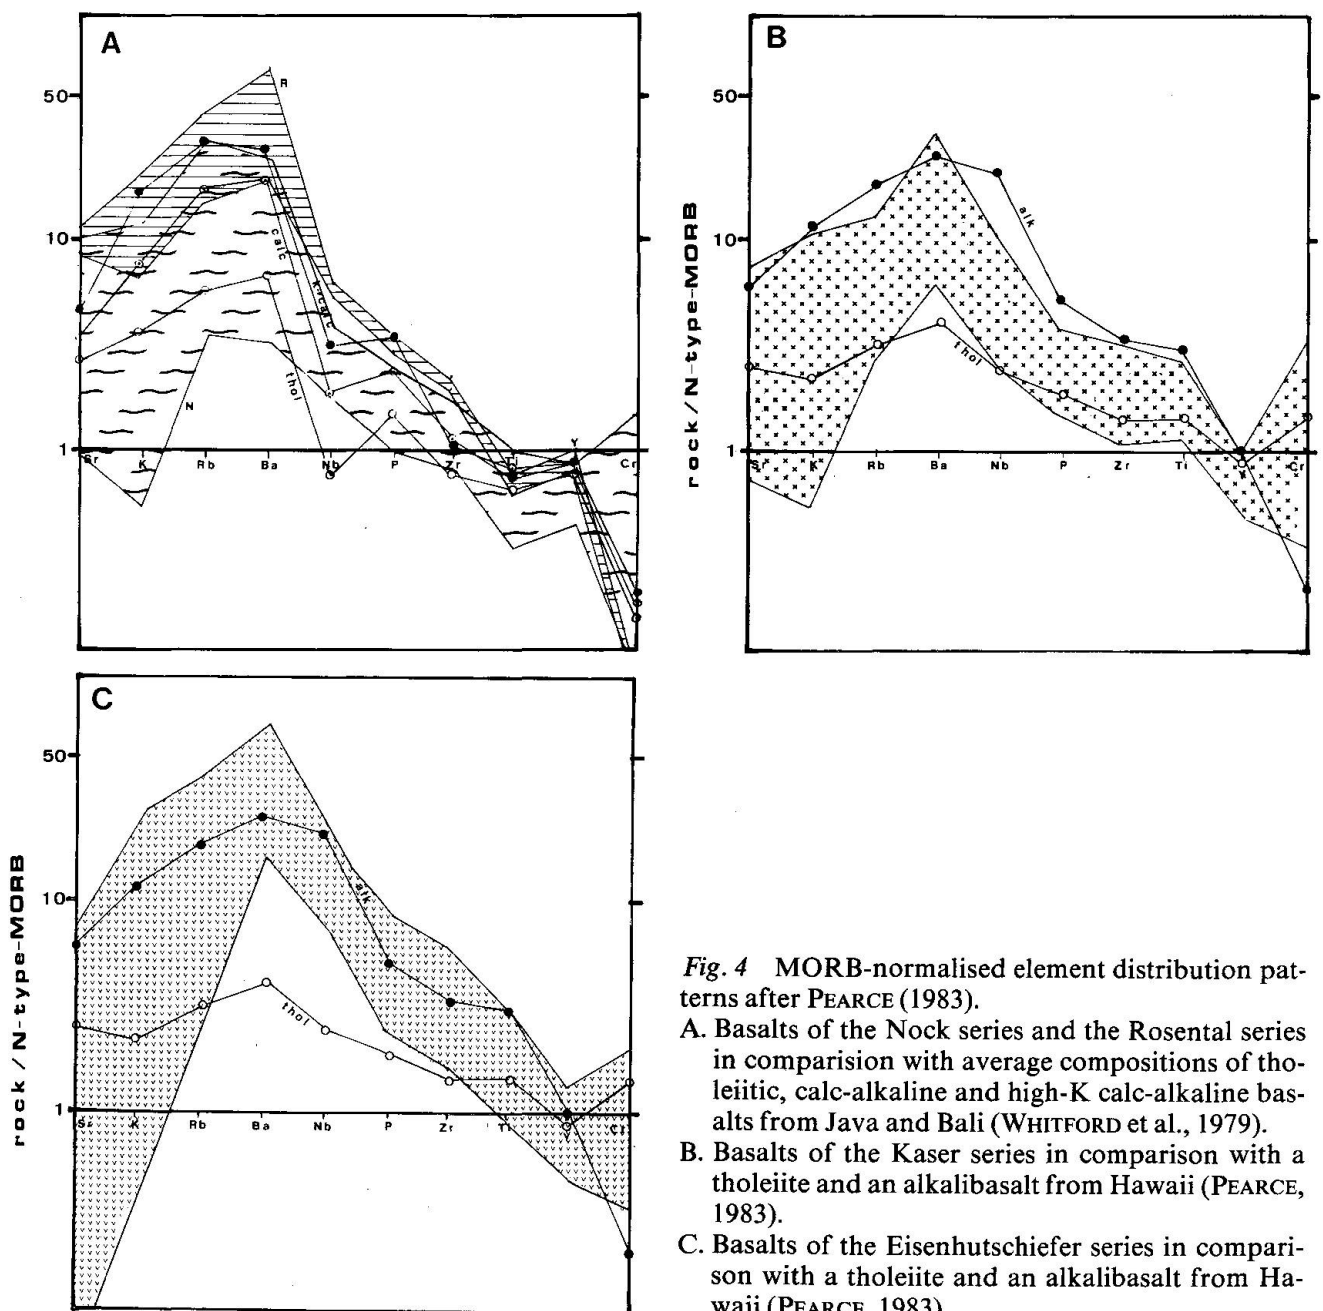 A
50
10
1
R
calc
K-calc
thol
N
Sr K Rb Ba Nb P Zr Ti Y Cr
B
rock/N-type-MORB
50
10
1
alk
thol
Sr K Rb Ba Nb P Zr Ti Y Cr
C
rock/N-type-MORB
50
10
1
alk
thol
Sr K Rb Ba Nb P Zr Ti Cr
Fig. 4 MORB-normalised element distribution pat-
terns after PEARCE (1983).
A. Basalts of the Nock series and the Rosental series
in comparision with average compositions of tho-
leiitic, calc-alkaline and high-K calc-alkaline bas-
alts from Java and Bali (WHITFORD et al., 1979).
B. Basalts of the Kaser series in comparison with a
tholeiite and an alkalibasalt from Hawaii (PEARCE,
1983).
C. Basalts of the Eisenhutschiefer series in compari-
son with a tholeiite and an alkalibasalt from Ha-
waii (PEARCE, 1983)